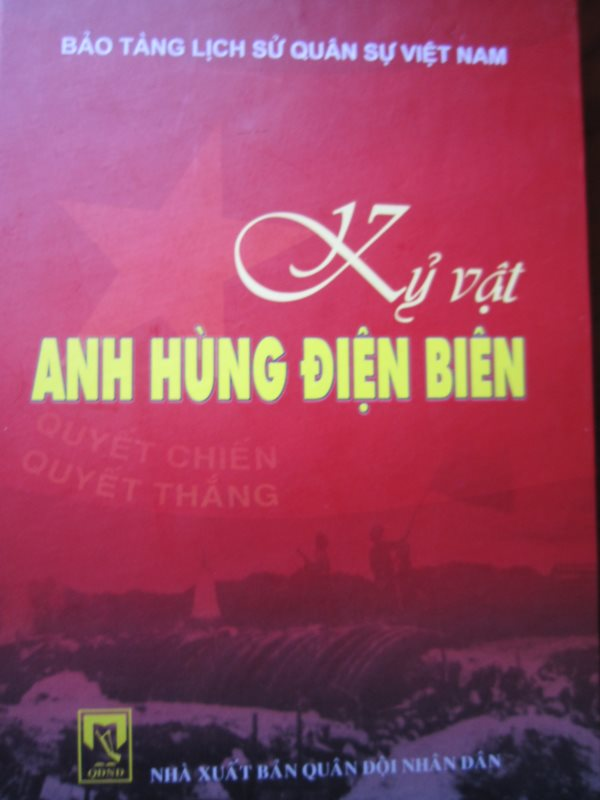 BẢO TÀNG LỊCH SỬ QUÂN SỰ VIỆT NAM
Kỷ vật
ANH HÙNG ĐIỆN BIÊN
QUYẾT CHIẾN
QUYẾT THẮNG
QĐND
NHÀ XUẤT BẢN QUÂN ĐỘI NHÂN DÂN